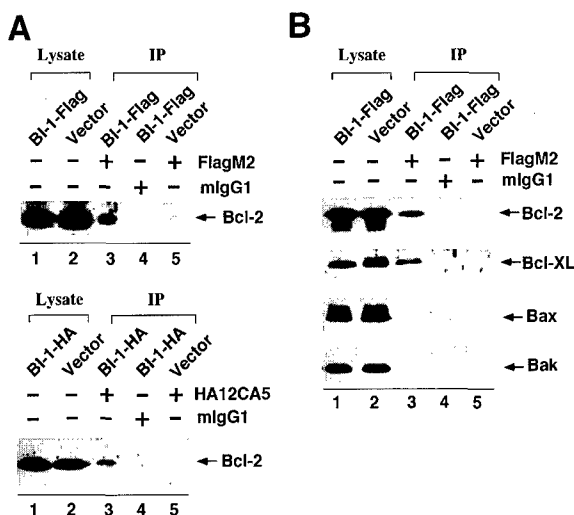 A
Lysate IP
BI-1-Flag Vector BI-1-Flag BI-1-Flag Vector
– – + – + FlagM2
– – – + – mIgG1
← Bcl-2
1 2 3 4 5
Lysate IP
BI-1-HA Vector BI-1-HA BI-1-HA Vector
– – + – + HA12CA5
– – – + – mIgG1
← Bcl-2
1 2 3 4 5
B
Lysate IP
BI-1-Flag Vector BI-1-Flag BI-1-Flag Vector
– – + – + FlagM2
– – – + – mIgG1
← Bcl-2
← Bcl-XL
← Bax
← Bak
1 2 3 4 5